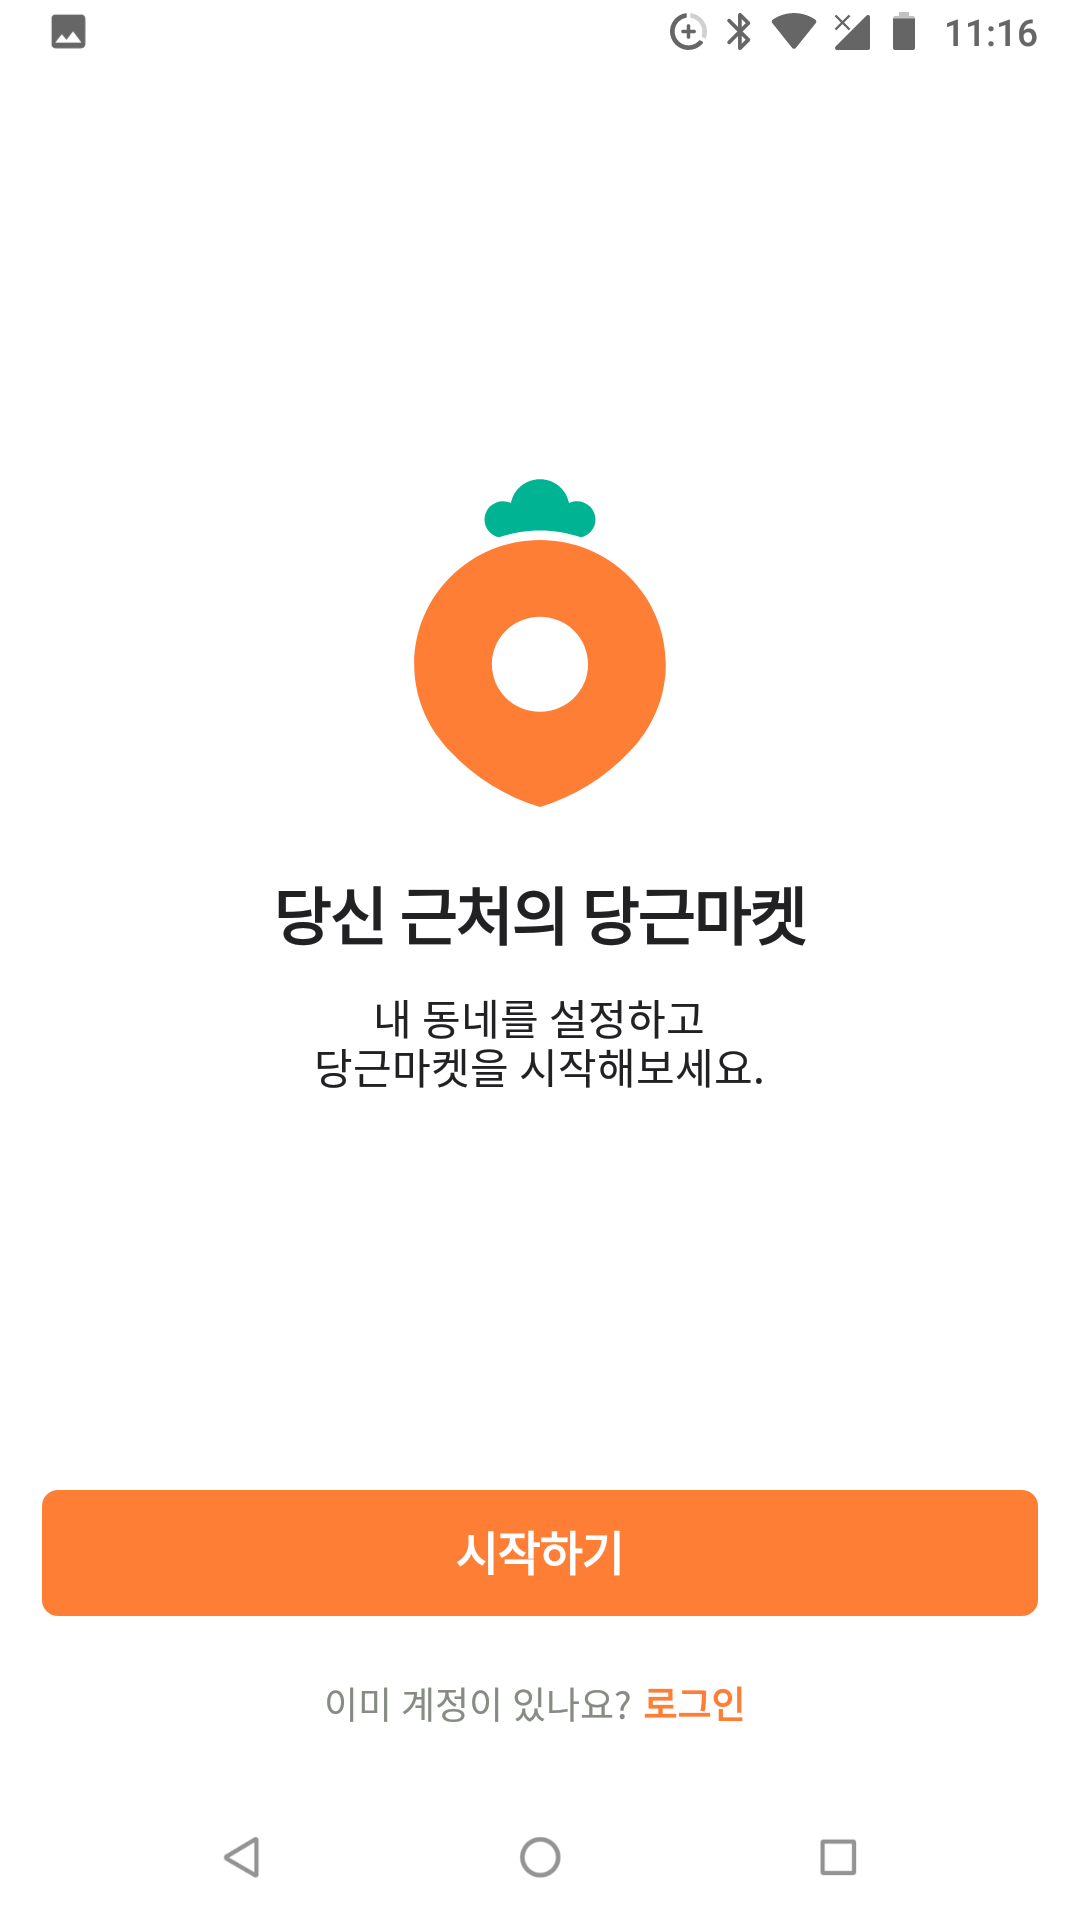 11:16
당신 근처의 당근마켓
내 동네를 설정하고
당근마켓을 시작해보세요.
시작하기
이미 계정이 있나요? 로그인